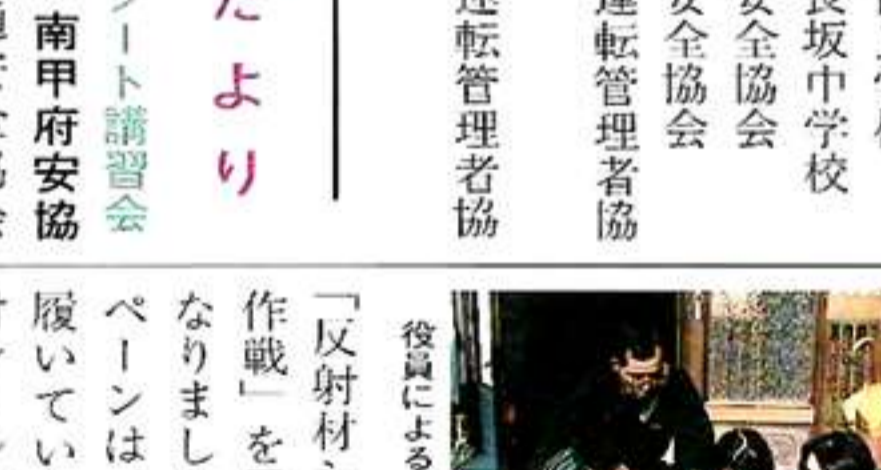 長坂中学校
安全協会
安全協会
運転管理者協
運転管理者協
たより
ート講習会
南甲府安協
役員による
「反射材
作戦」を
なりまし
ペーンは
履いてい